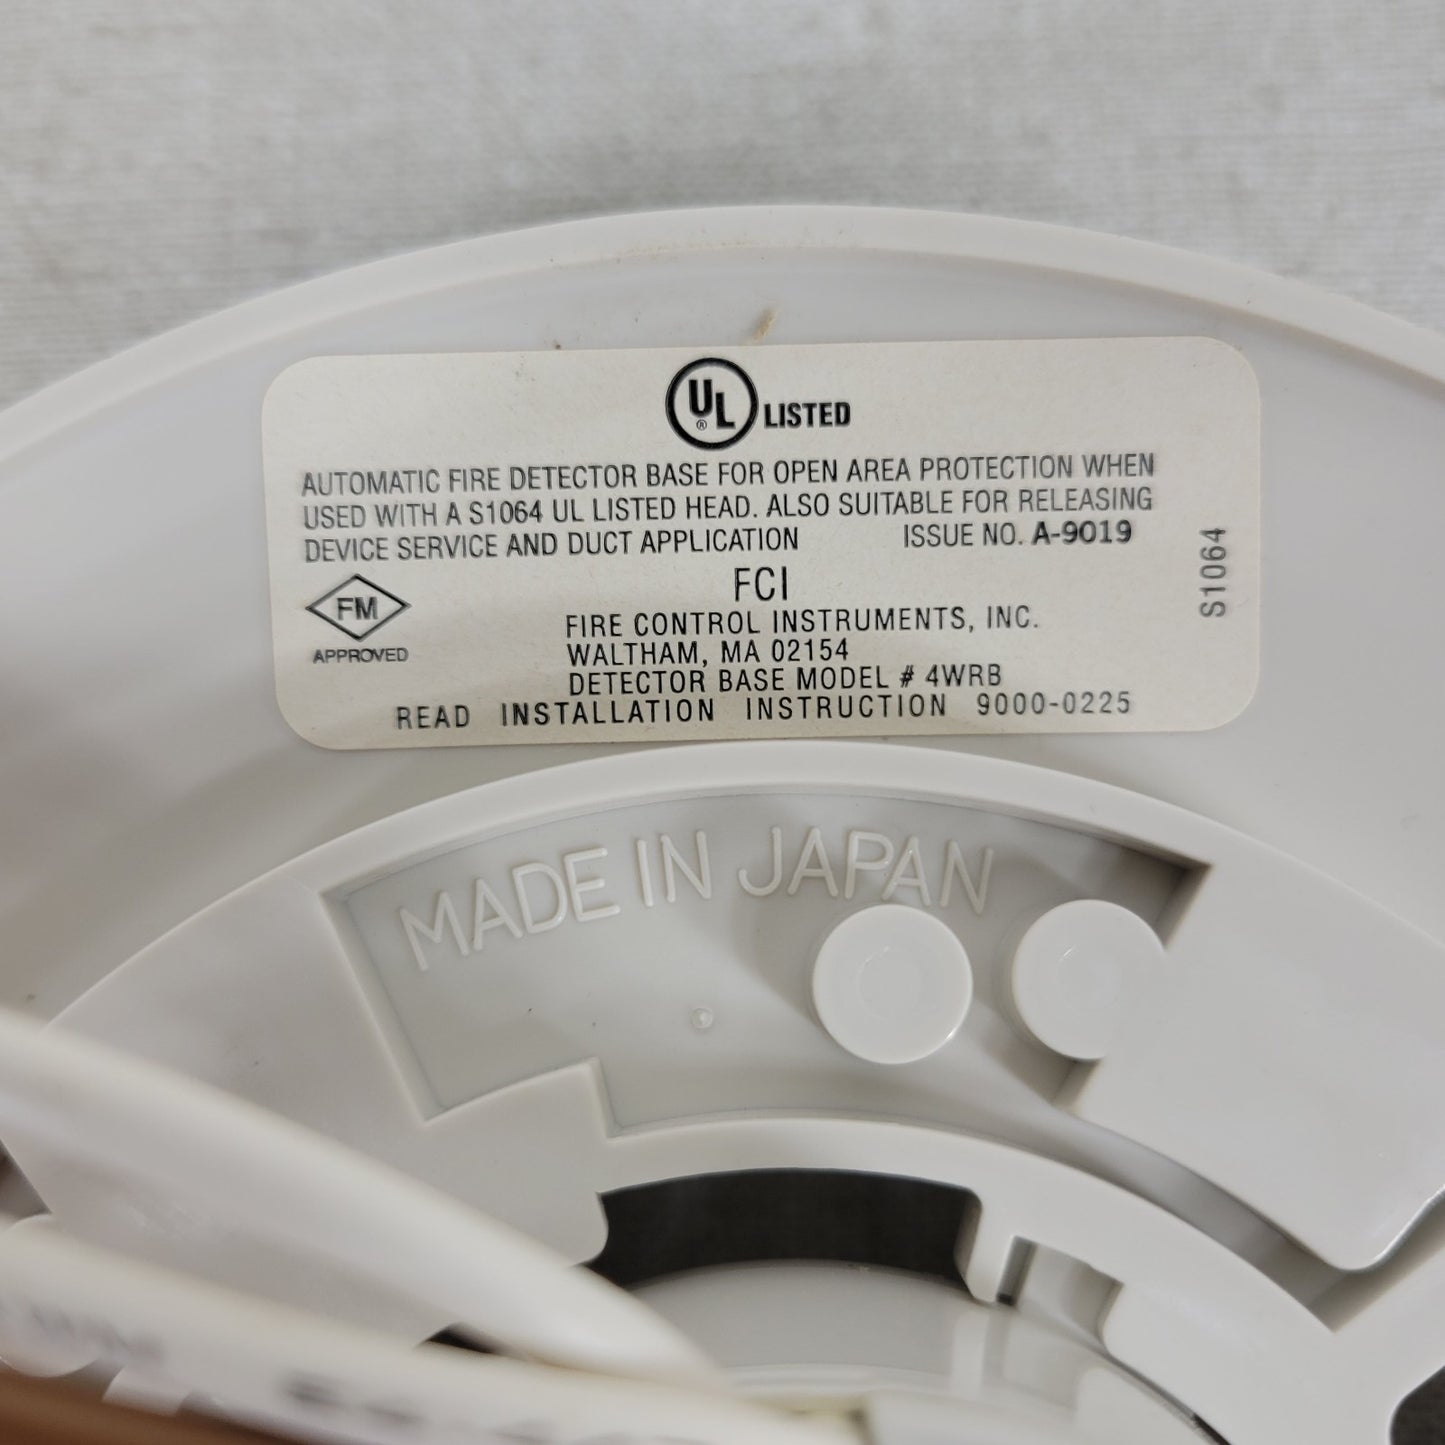 UL® LISTED
AUTOMATIC FIRE DETECTOR BASE FOR OPEN AREA PROTECTION WHEN
USED WITH A S1064 UL LISTED HEAD. ALSO SUITABLE FOR RELEASING
DEVICE SERVICE AND DUCT APPLICATION ISSUE NO. A-9019
S1064
FM
APPROVED
FCI
FIRE CONTROL INSTRUMENTS, INC.
WALTHAM, MA 02154
DETECTOR BASE MODEL # 4WRB
READ INSTALLATION INSTRUCTION 9000-0225
MADE IN JAPAN